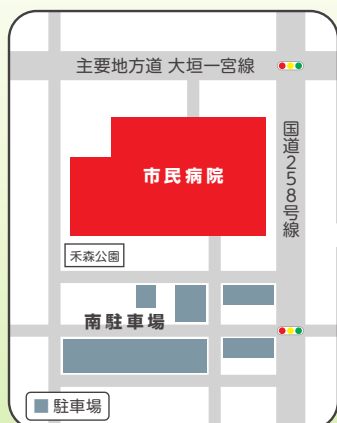 主要地方道 大垣一宮線
国道258号線
市民病院
禾森公園
南駐車場
駐車場